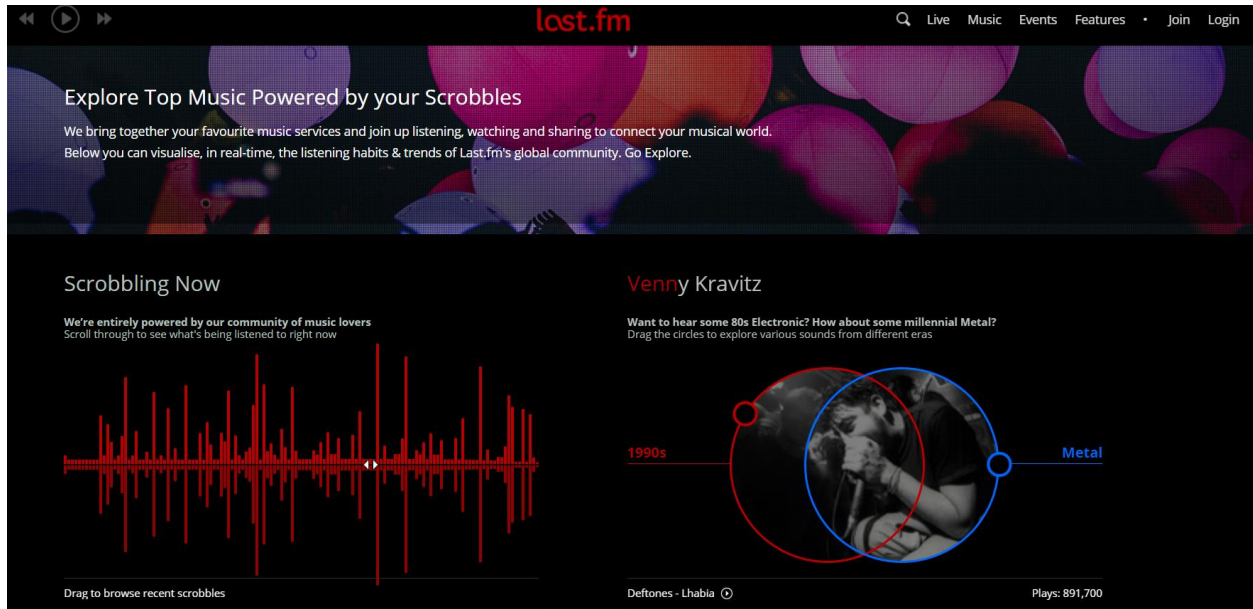 last.fm
Live Music Events Features • Join Login
Explore Top Music Powered by your Scrobbles
We bring together your favourite music services and join up listening, watching and sharing to connect your musical world.
Below you can visualise, in real-time, the listening habits & trends of Last.fm's global community. Go Explore.
Scrobbling Now
We're entirely powered by our community of music lovers
Scroll through to see what's being listened to right now
Drag to browse recent scrobbles
Venny Kravitz
Want to hear some 80s Electronic? How about some millennial Metal?
Drag the circles to explore various sounds from different eras
1990s
Metal
Deftones - Lhabia
Plays: 891,700